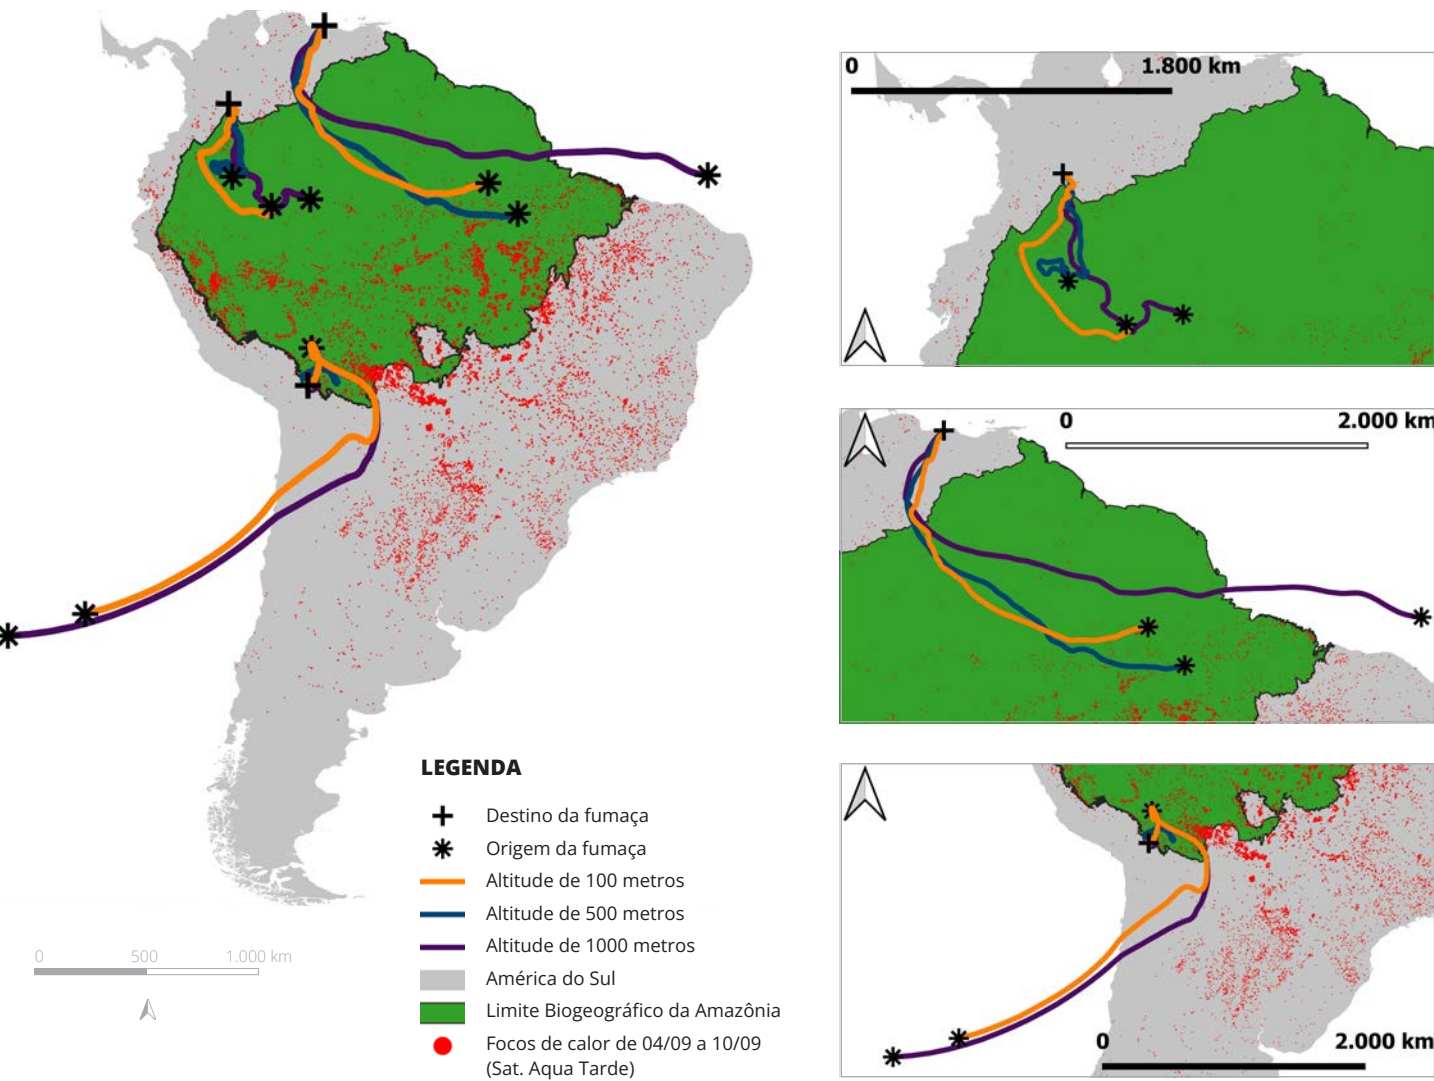 0
1.800 km
0
2.000 km
LEGENDA
Destino da fumaça
Origem da fumaça
Altitude de 100 metros
Altitude de 500 metros
Altitude de 1000 metros
América do Sul
Limite Biogeográfico da Amazônia
Focos de calor de 04/09 a 10/09
(Sat. Aqua Tarde)
0 500 1.000 km
0
2.000 km